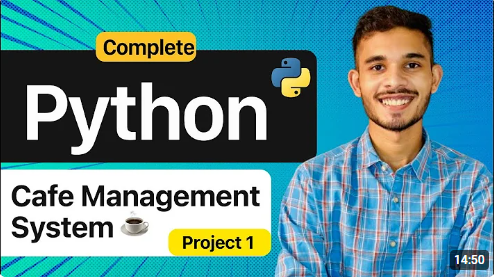 Complete
Python
Cafe Management
System
Project 1
14:50